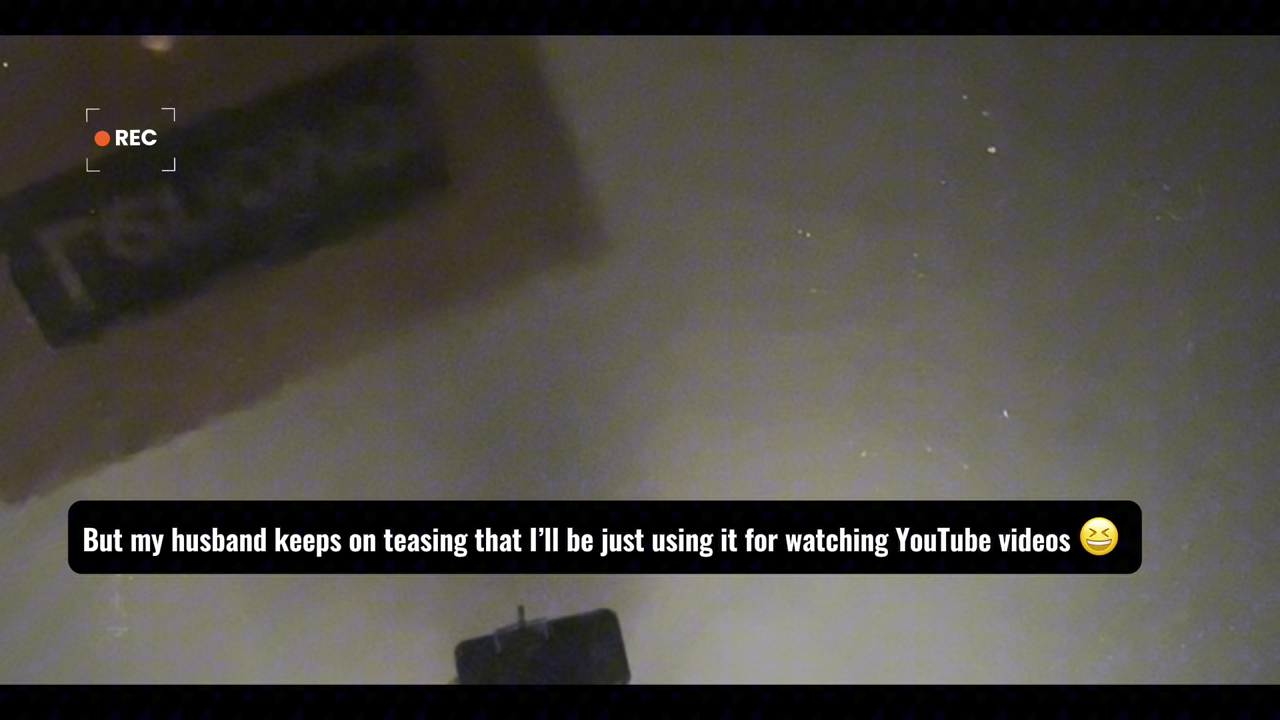 REC
But my husband keeps on teasing that I’ll be just using it for watching YouTube videos 😆